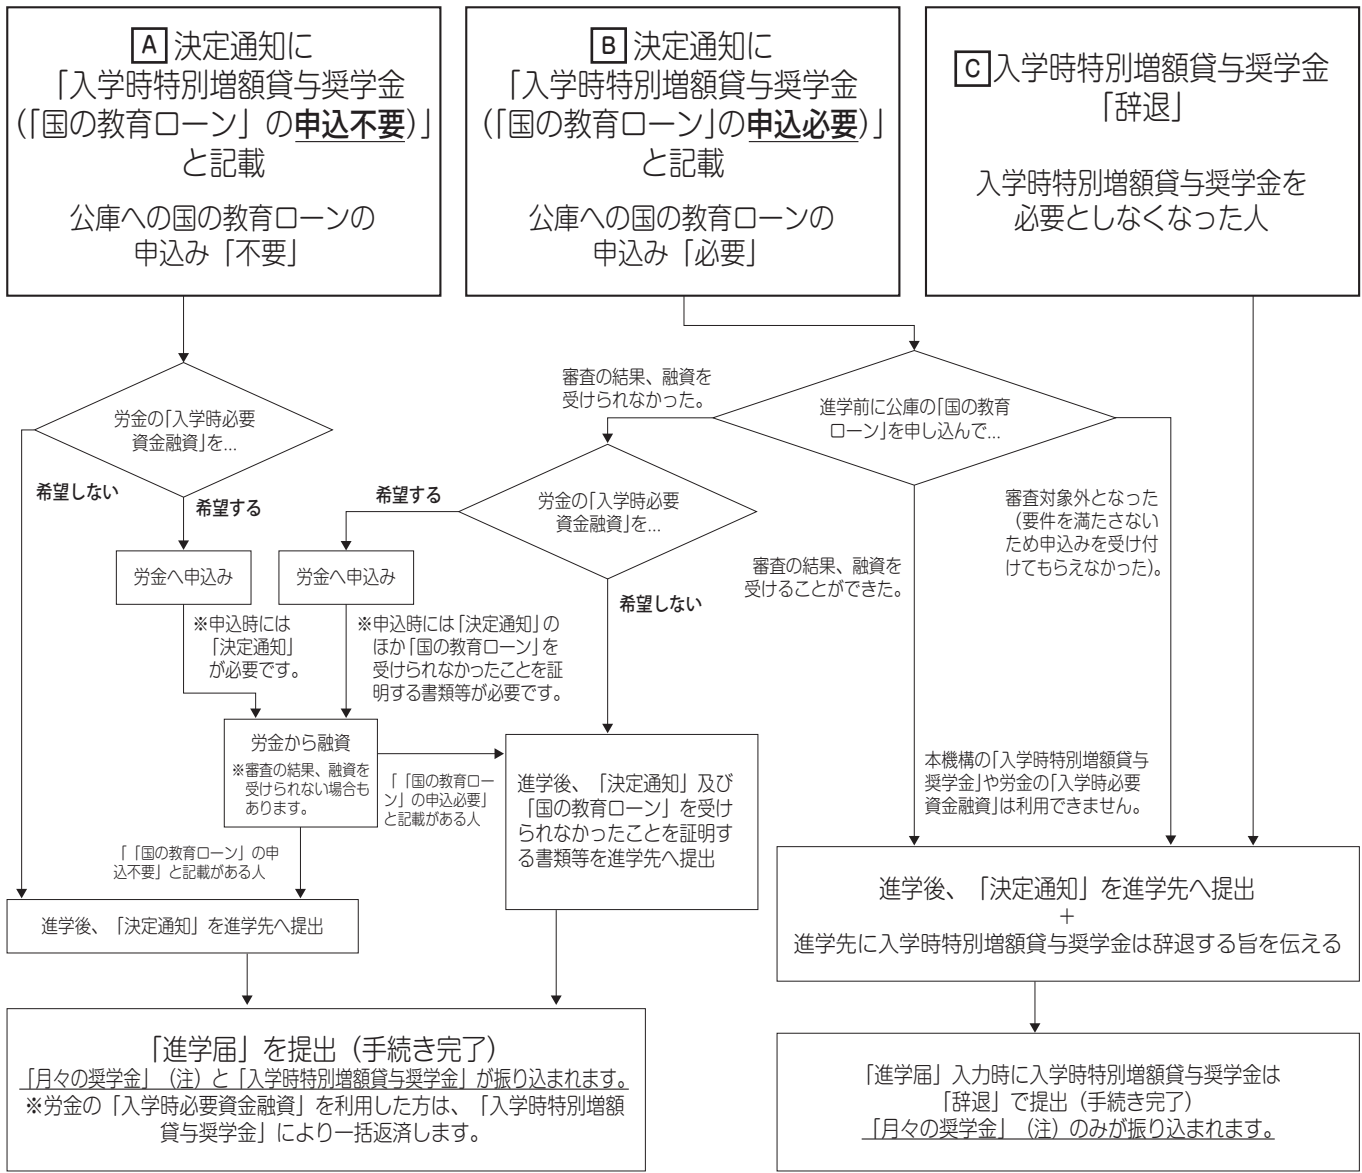 A 決定通知に
「入学時特別増額貸与奨学金
(「国の教育ローン」の申込不要)」
と記載
公庫への国の教育ローンの
申込み「不要」
B 決定通知に
「入学時特別増額貸与奨学金
(「国の教育ローン」の申込必要)」
と記載
公庫への国の教育ローンの
申込み「必要」
C 入学時特別増額貸与奨学金
「辞退」
入学時特別増額貸与奨学金を
必要としなくなった人
労金の「入学時必要
資金融資」を...
希望しない
希望する
審査の結果、融資を
受けられなかった。
進学前に公庫の「国の教育
ローン」を申し込んで...
希望する
労金の「入学時必要
資金融資」を...
審査対象外となった
(要件を満たさない
ため申込みを受け付
けてもらえなかった)。
審査の結果、融資を
受けることができた。
労金へ申込み
労金へ申込み
希望しない
※申込時には
「決定通知」
が必要です。
※申込時には「決定通知」の
ほか「国の教育ローン」を
受けられなかったことを証
明する書類等が必要です。
労金から融資
※審査の結果、融資を
受けられない場合も
あります。
「「国の教育ロー
ン」の申込必要」
と記載がある人
進学後、「決定通知」及び
「国の教育ローン」を受け
られなかったことを証明す
る書類等を進学先へ提出
本機構の「入学時特別増額貸与
奨学金」や労金の「入学時必要
資金融資」は利用できません。
「「国の教育ローン」の申
込不要」と記載がある人
進学後、「決定通知」を進学先へ提出
進学後、「決定通知」を進学先へ提出
+
進学先に入学時特別増額貸与奨学金は辞退する旨を伝える
「進学届」を提出(手続き完了)
「月々の奨学金」(注)と「入学時特別増額貸与奨学金」が振り込まれます。
※労金の「入学時必要資金融資」を利用した方は、「入学時特別増額
貸与奨学金」により一括返済します。
「進学届」入力時に入学時特別増額貸与奨学金は
「辞退」で提出(手続き完了)
「月々の奨学金」(注)のみが振り込まれます。